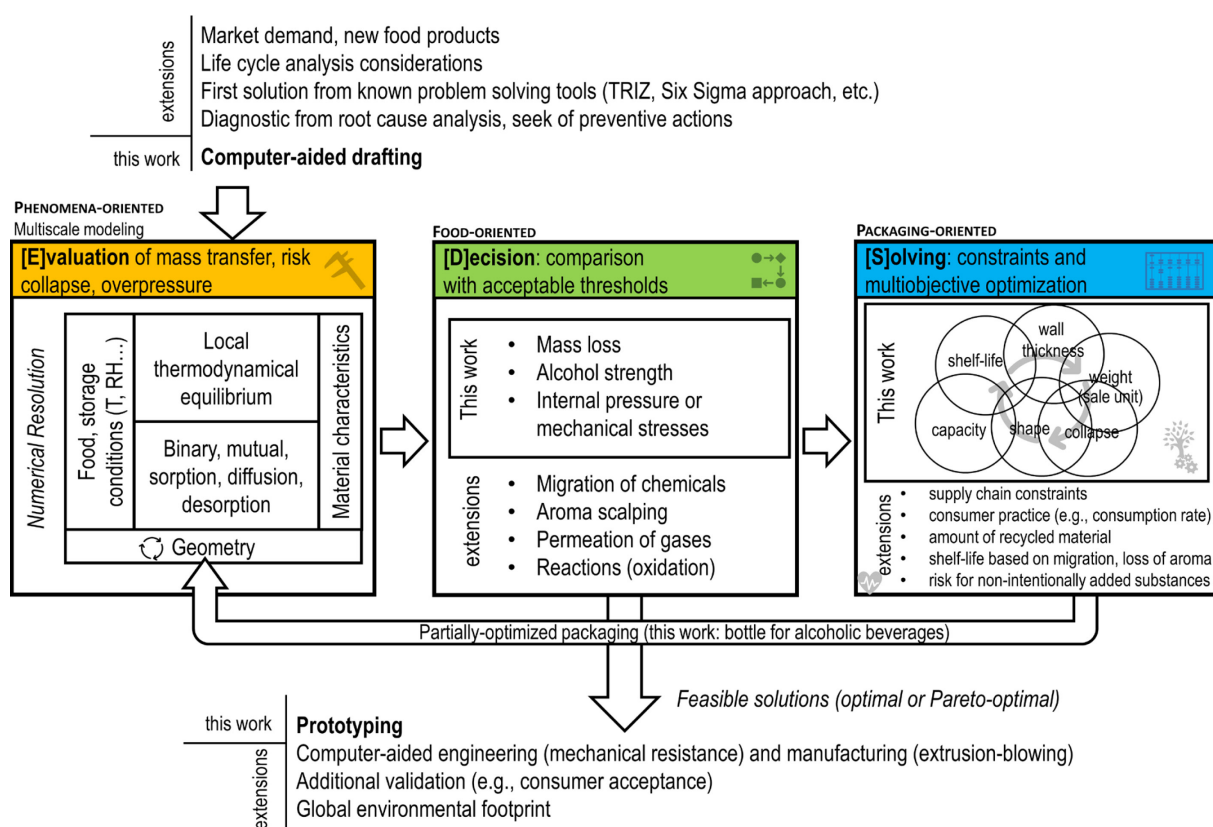 extensions
Market demand, new food products
Life cycle analysis considerations
First solution from known problem solving tools (TRIZ, Six Sigma approach, etc.)
Diagnostic from root cause analysis, seek of preventive actions
this work
Computer-aided drafting
PHENOMENA-ORIENTED
Multiscale modeling
[E]valuation of mass transfer, risk
collapse, overpressure
Numerical Resolution
Food, storage
conditions (T, RH...)
Local
thermodynamical
equilibrium
Binary, mutual,
sorption, diffusion,
desorption
Material characteristics
Geometry
FOOD-ORIENTED
[D]ecision: comparison
with acceptable thresholds
This work
• Mass loss
• Alcohol strength
• Internal pressure or
mechanical stresses
extensions
• Migration of chemicals
• Aroma scalping
• Permeation of gases
• Reactions (oxidation)
PACKAGING-ORIENTED
[S]olving: constraints and
multiobjective optimization
This work
wall
thickness
shelf-life
weight
(sale unit)
capacity
shape
collapse
extensions
• supply chain constraints
• consumer practice (e.g., consumption rate)
• amount of recycled material
• shelf-life based on migration, loss of aroma
• risk for non-intentionally added substances
Partially-optimized packaging (this work: bottle for alcoholic beverages)
Feasible solutions (optimal or Pareto-optimal)
this work
Prototyping
extensions
Computer-aided engineering (mechanical resistance) and manufacturing (extrusion-blowing)
Additional validation (e.g., consumer acceptance)
Global environmental footprint